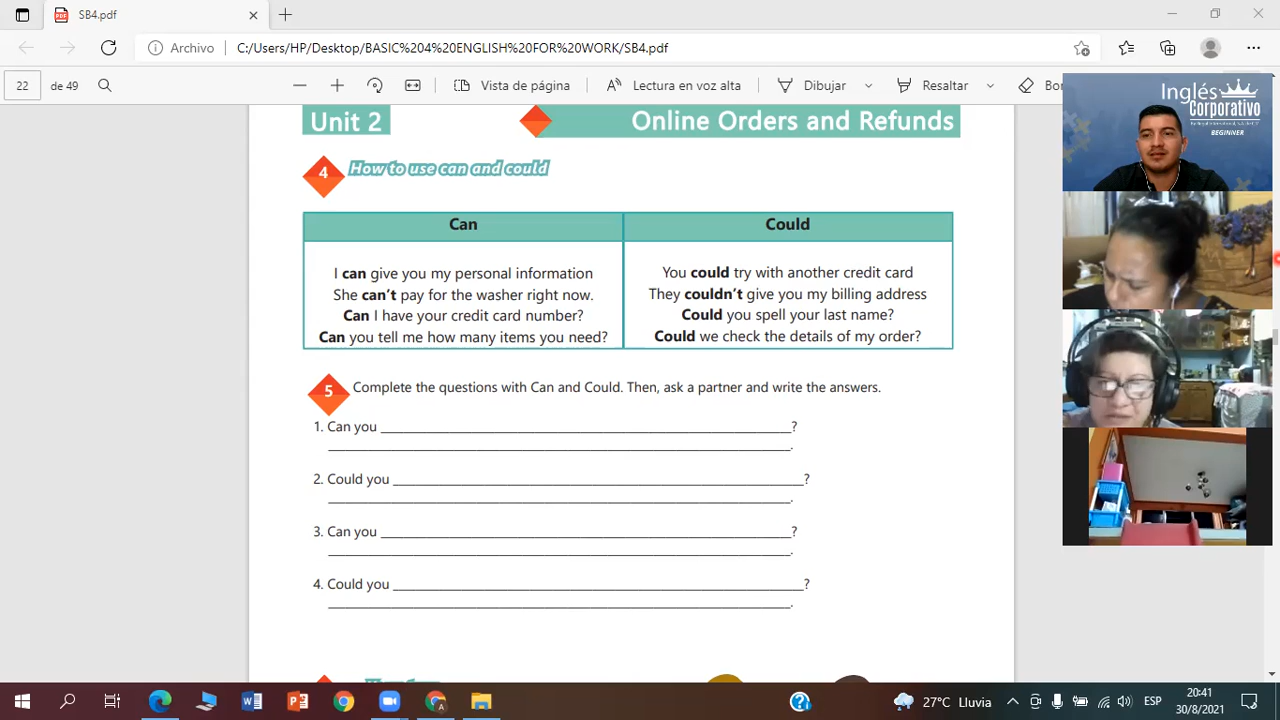 SB4.pdf
Archivo C:/Users/HP/Desktop/BASIC%204%20ENGLISH%20FOR%20WORK/SB4.pdf
22 de 49 Vista de página Lectura en voz alta Dibujar Resaltar Bor
Unit 2 Online Orders and Refunds
4 How to use can and could
Can Could
I can give you my personal information
She can't pay for the washer right now.
Can I have your credit card number?
Can you tell me how many items you need?
You could try with another credit card
They couldn't give you my billing address
Could you spell your last name?
Could we check the details of my order?
5 Complete the questions with Can and Could. Then, ask a partner and write the answers.
1. Can you ?
.
2. Could you ?
.
3. Can you ?
.
4. Could you ?
.
Inglés
Corporativo
BEGINNER
27°C Lluvia ESP 20:41
30/8/2021